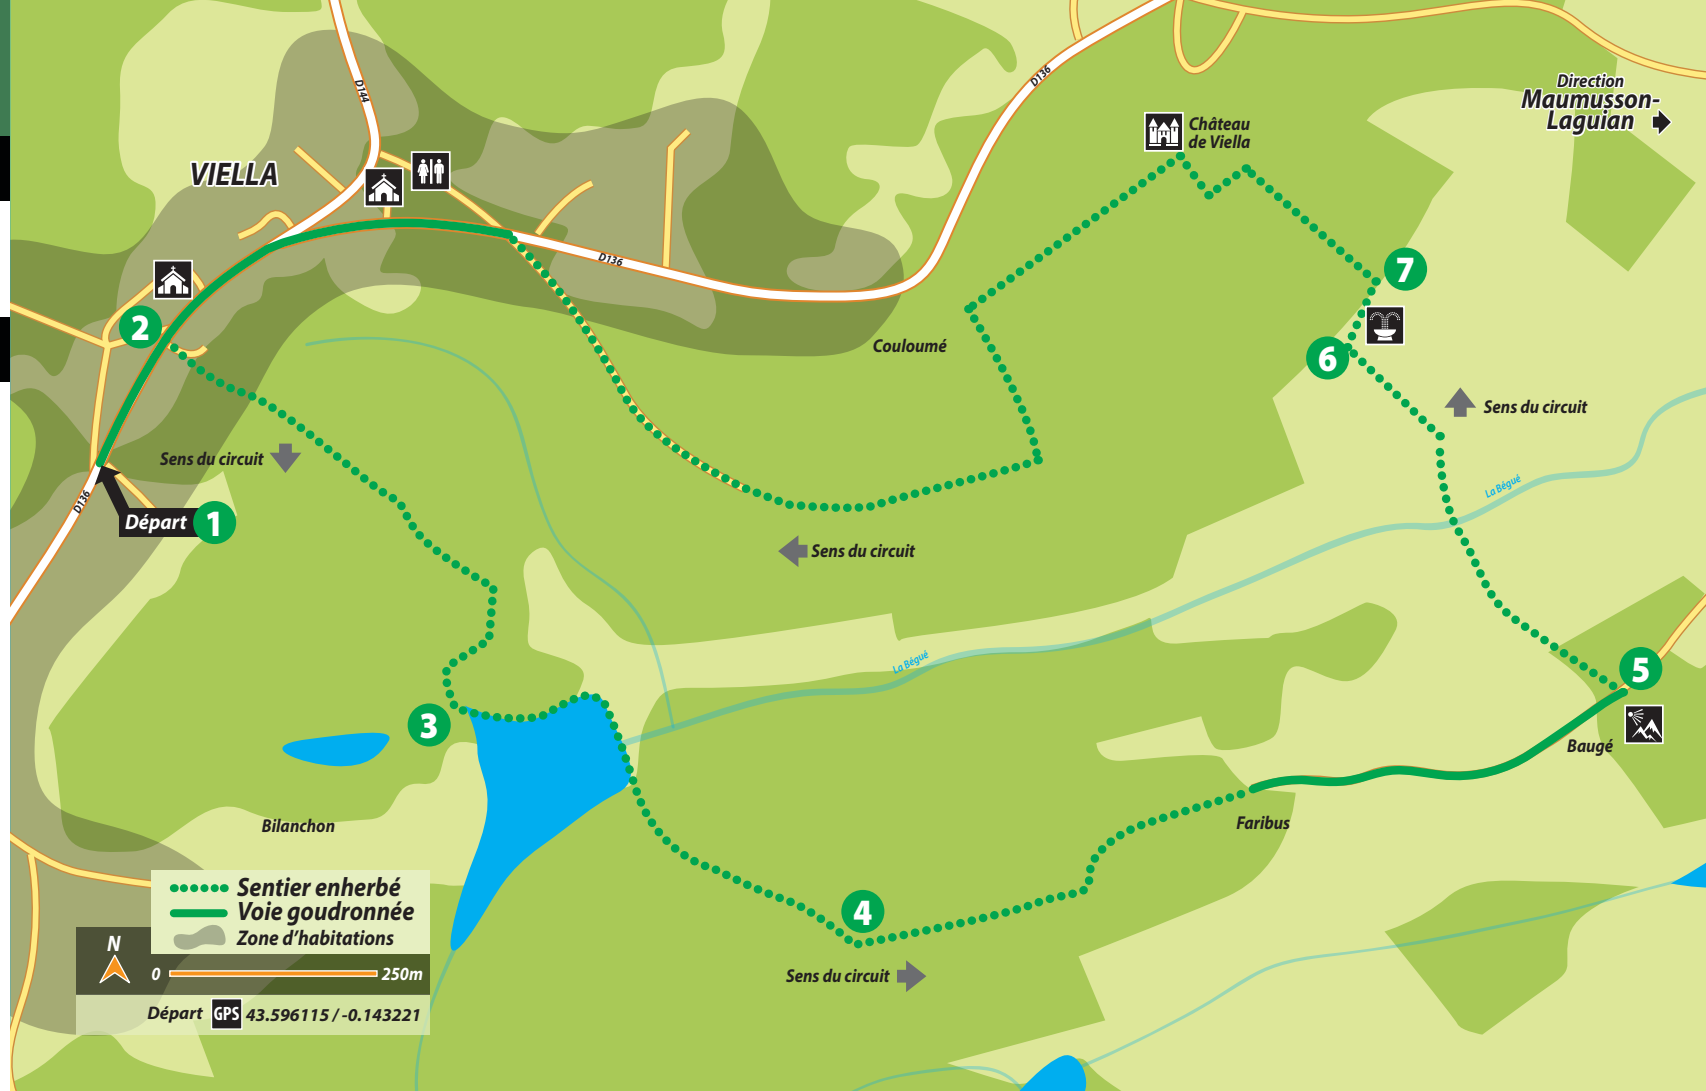 D144
D136
Direction
Maumusson-
Laguian
Château
de Viella
VIELLA
D136
7
2
Couloumé
6
Sens du circuit
Sens du circuit
La Bégué
D136
Départ 1
Sens du circuit
La Bégué
5
3
Baugé
Bilanchon
Faribus
Sentier enherbé
Voie goudronnée
Zone d'habitations
4
N
0 250m
Sens du circuit
Départ GPS 43.596115 / -0.143221